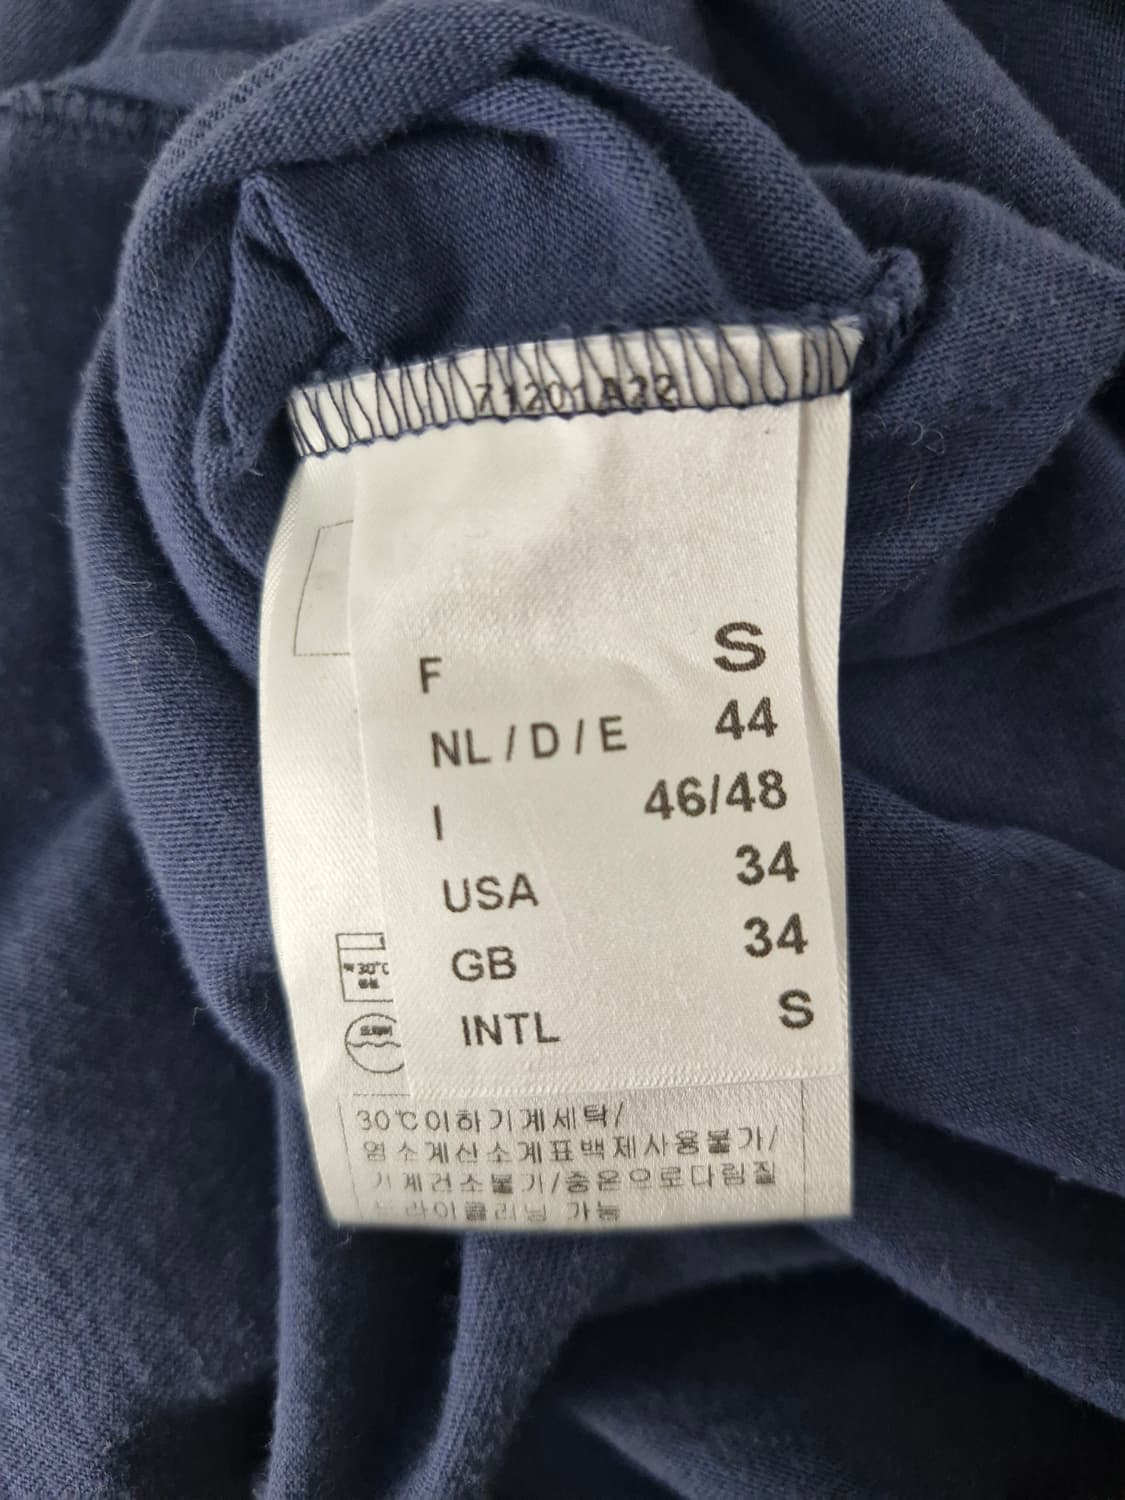 71201A22
F S
NL / D / E 44
I 46/48
USA 34
GB 34
INTL S
30℃
30℃이하기계세탁/
염소계산소계표백제사용불가/
기계건소불가/중온으로다림질
드라이클리닝 가능